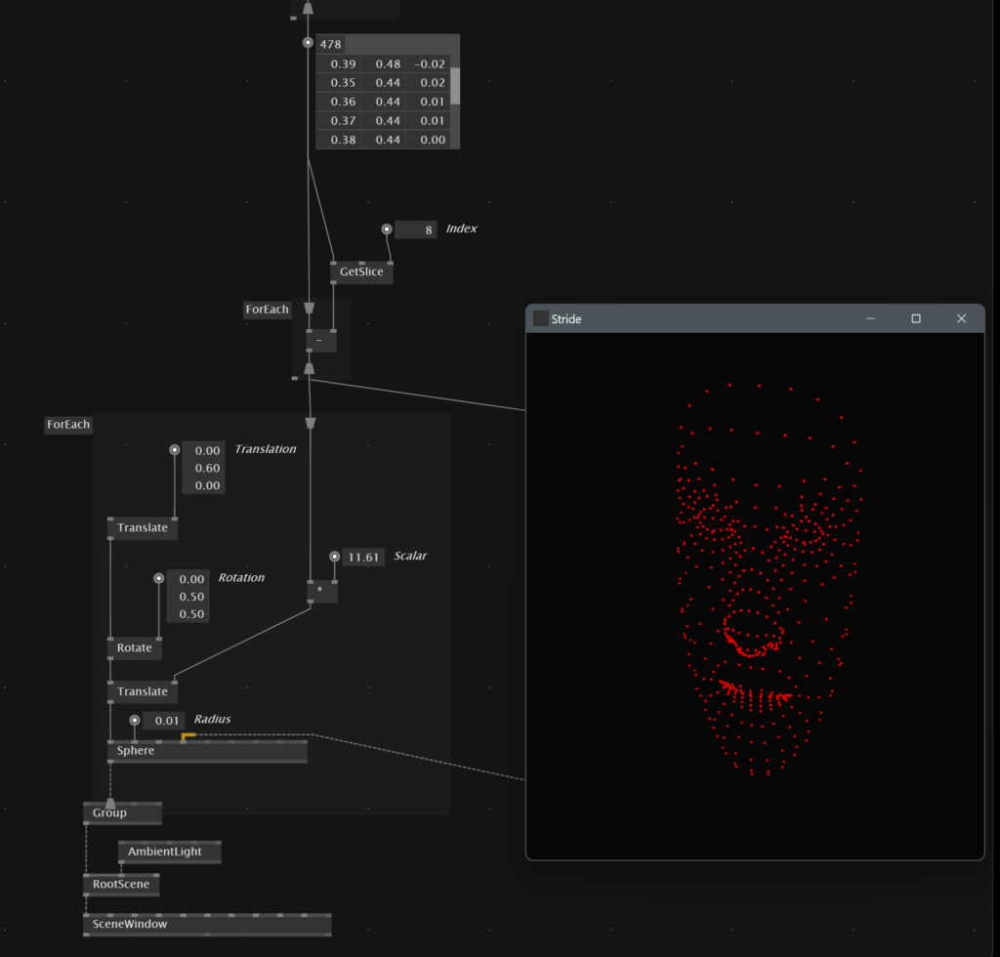 478
0.39 0.48 -0.02
0.35 0.44 0.02
0.36 0.44 0.01
0.37 0.44 0.01
0.38 0.44 0.00
8 Index
GetSlice
ForEach
-
Stride
ForEach
0.00 Translation
0.60
0.00
Translate
11.61 Scalar
0.00 Rotation
0.50
0.50
*
Rotate
Translate
0.01 Radius
Sphere
Group
AmbientLight
RootScene
SceneWindow